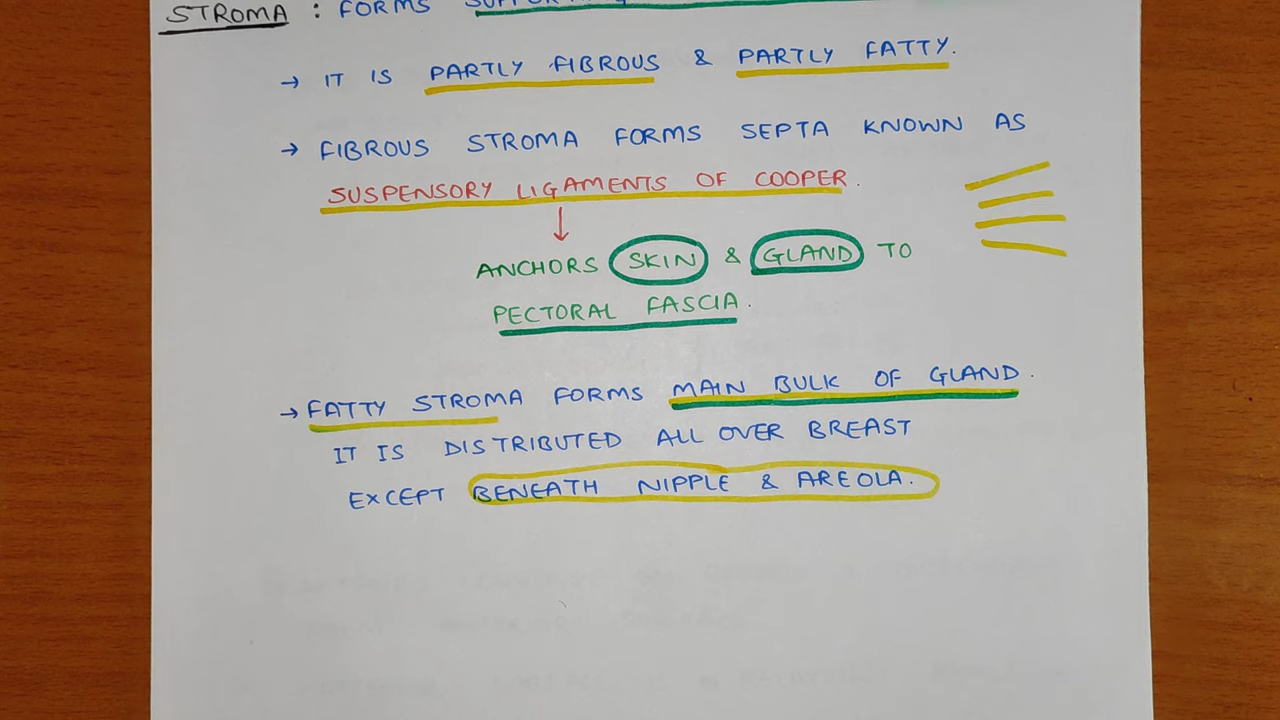 STROMA : FORMS
→ IT IS PARTLY FIBROUS & PARTLY FATTY.
→ FIBROUS STROMA FORMS SEPTA KNOWN AS
SUSPENSORY LIGAMENTS OF COOPER.
↓
ANCHORS SKIN & GLAND TO
PECTORAL FASCIA.
→ FATTY STROMA FORMS MAIN BULK OF GLAND.
IT IS DISTRIBUTED ALL OVER BREAST
EXCEPT BENEATH NIPPLE & AREOLA.